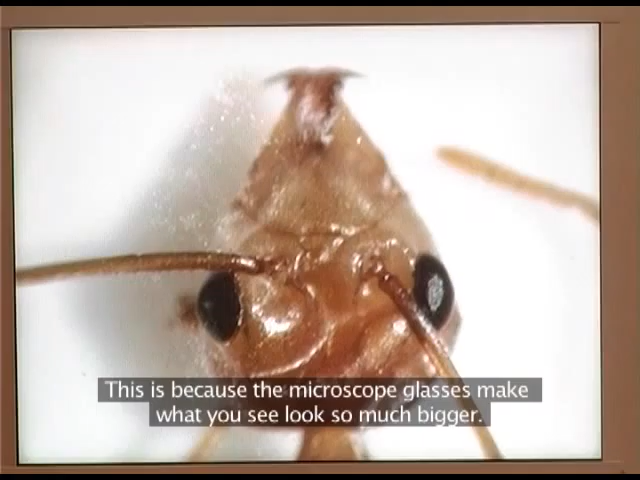 This is because the microscope glasses make
what you see look so much bigger.